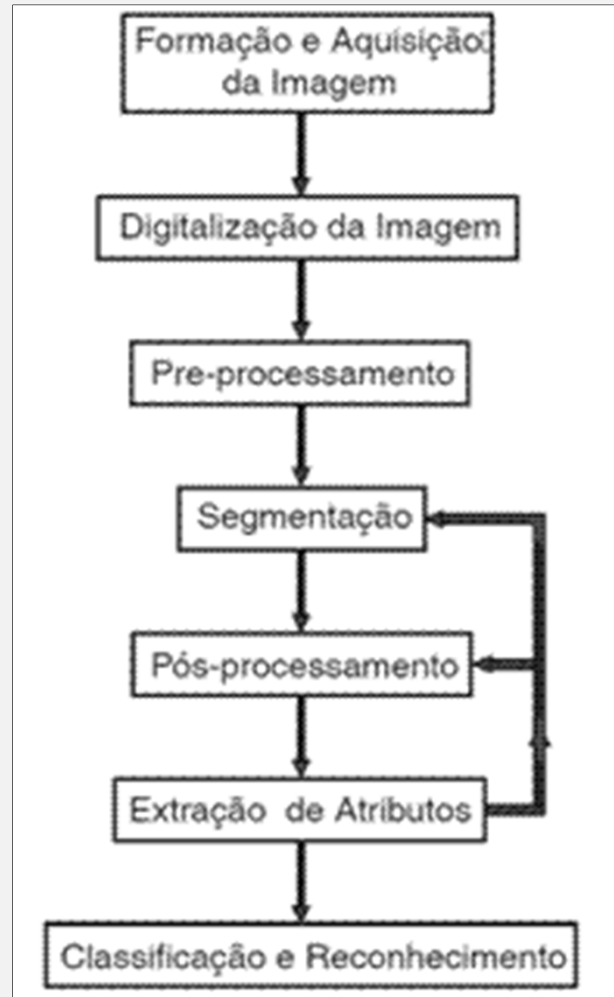 Formação e Aquisição
da Imagem
Digitalização da Imagem
Pre-processamento
Segmentação
Pós-processamento
Extração de Atributos
Classificação e Reconhecimento